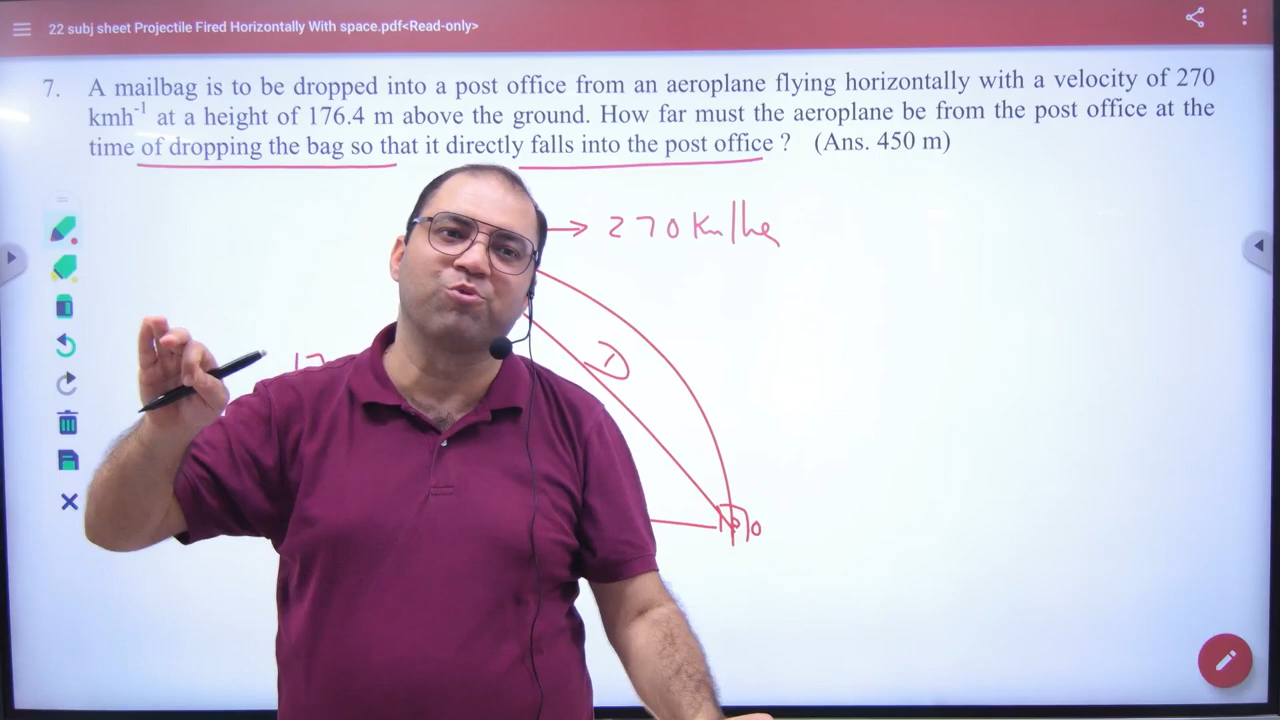 22 subj sheet Projectile Fired Horizontally With space.pdf<Read-only>
7. A mailbag is to be dropped into a post office from an aeroplane flying horizontally with a velocity of 270
kmh⁻¹ at a height of 176.4 m above the ground. How far must the aeroplane be from the post office at the
time of dropping the bag so that it directly falls into the post office ? (Ans. 450 m)
→ 270 Km/hr
17
D